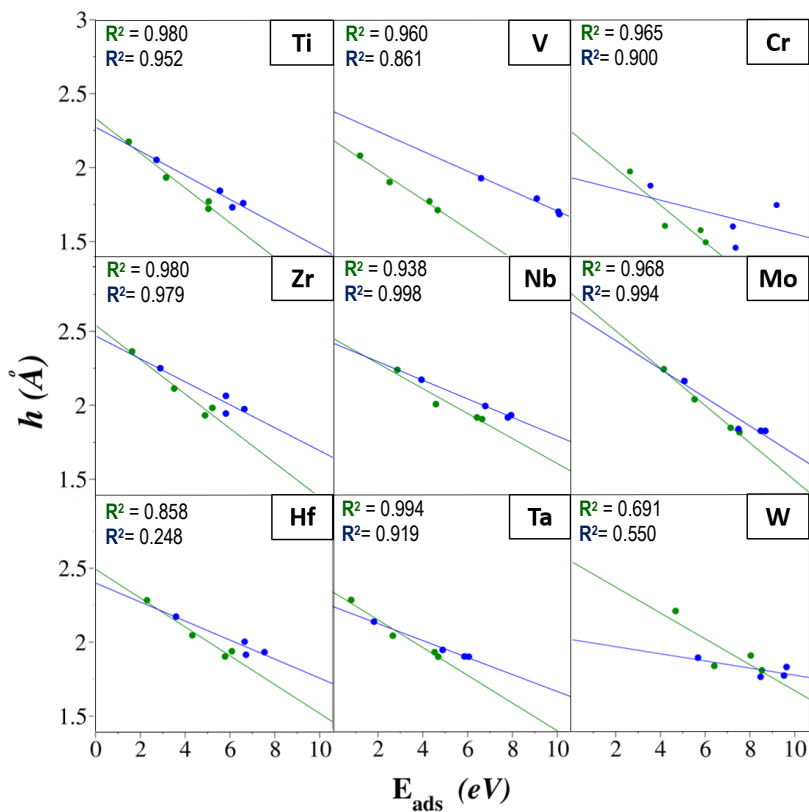 R² = 0.980
R²= 0.952
Ti
R² = 0.960
R²= 0.861
V
R² = 0.965
R²= 0.900
Cr
R² = 0.980
R²= 0.979
Zr
R² = 0.938
R²= 0.998
Nb
R² = 0.968
R²= 0.994
Mo
R² = 0.858
R²= 0.248
Hf
R² = 0.994
R²= 0.919
Ta
R² = 0.691
R²= 0.550
W
3
2.5
2
1.5
2.5
2
1.5
2.5
2
1.5
h (Å)
0 2 4 6 8 10
0 2 4 6 8 10
2 4 6 8 10
E_ads (eV)